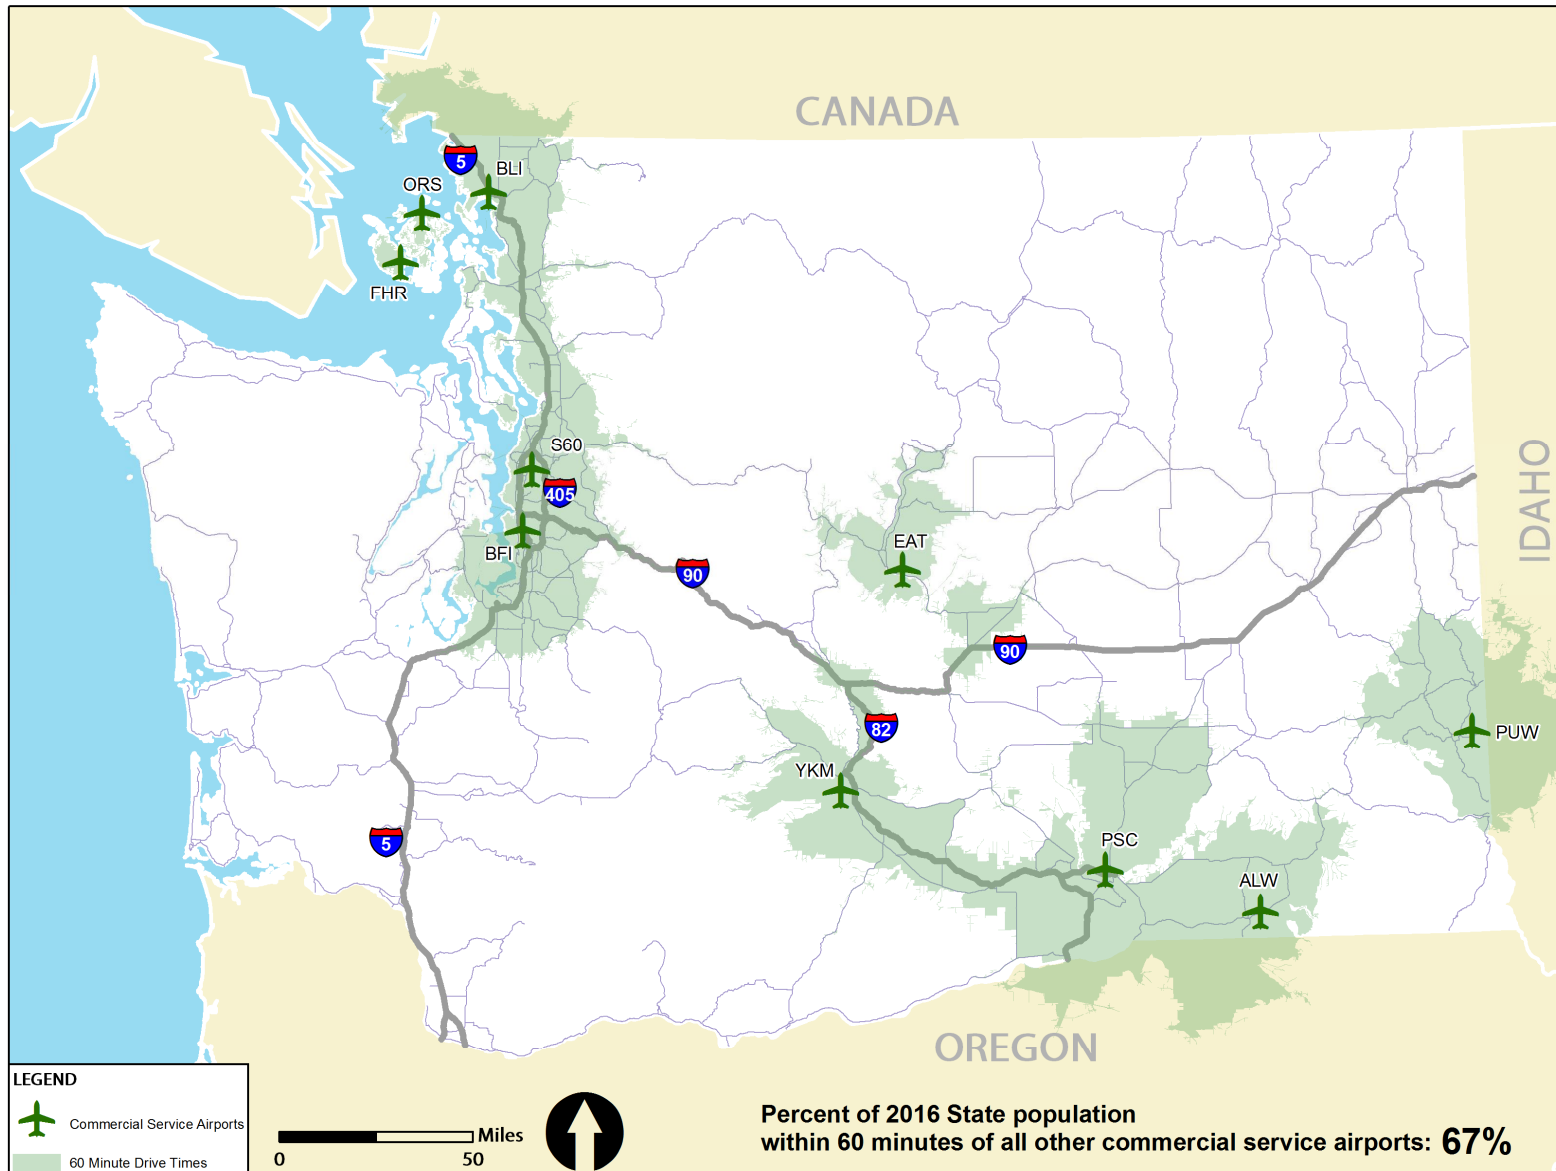 CANADA
5
BLI
ORS
FHR
S60
405
BFI
EAT
90
90
IDAHO
82
PUW
YKM
5
PSC
ALW
OREGON
LEGEND
Commercial Service Airports
60 Minute Drive Times
Miles
0 50
Percent of 2016 State population
within 60 minutes of all other commercial service airports: 67%